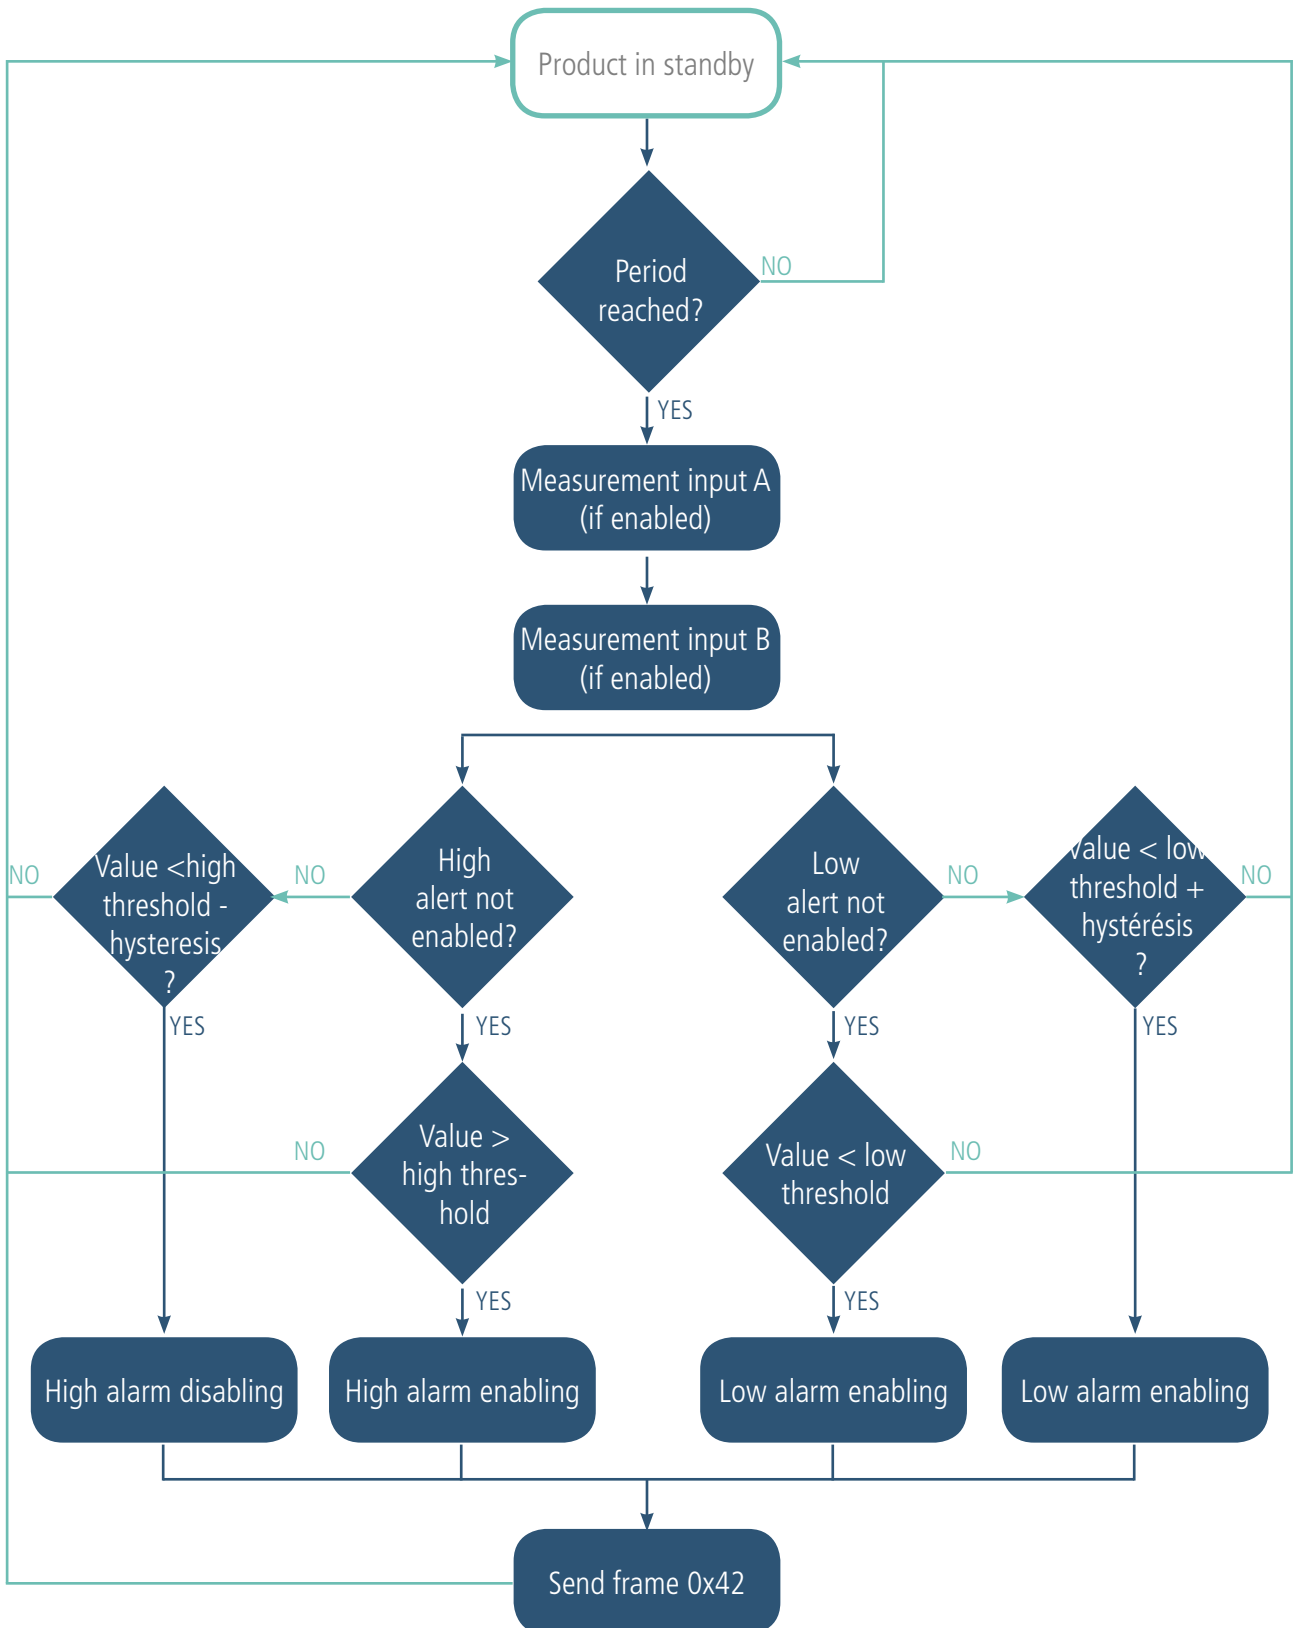 Product in standby
Period
reached?
NO
YES
Measurement input A
(if enabled)
Measurement input B
(if enabled)
NO
Value <high
threshold -
hysteresis
?
NO
High
alert not
enabled?
Low
alert not
enabled?
NO
Value < low
threshold +
hystérésis
?
NO
YES
YES
YES
YES
NO
Value >
high thres-
hold
Value < low
threshold
NO
YES
YES
High alarm disabling
High alarm enabling
Low alarm enabling
Low alarm enabling
Send frame 0x42